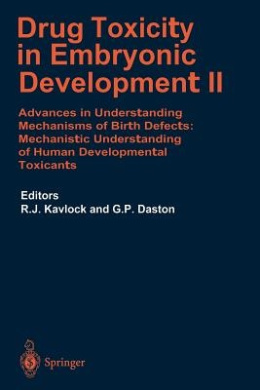 Drug Toxicity
in Embryonic
Development II
Advances in Understanding
Mechanisms of Birth Defects:
Mechanistic Understanding
of Human Developmental
Toxicants
Editors
R.J. Kavlock and G.P. Daston
Springer